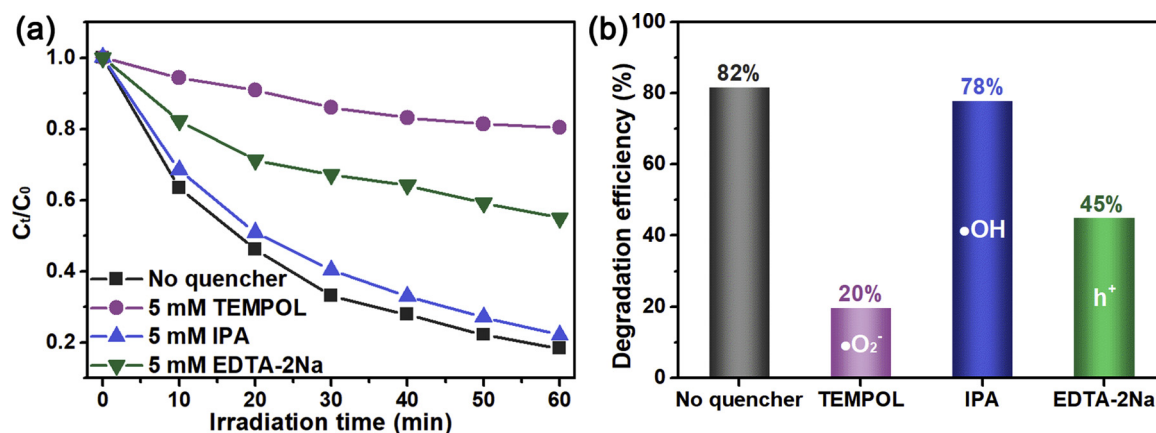 (a)
Ct/C0
1.0
0.8
0.6
0.4
0.2
No quencher
5 mM TEMPOL
5 mM IPA
5 mM EDTA-2Na
0 10 20 30 40 50 60
Irradiation time (min)
(b)
Degradation efficiency (%)
100
80
60
40
20
0
82%
20%
78%
45%
•O2-
•OH
h+
No quencher TEMPOL IPA EDTA-2Na